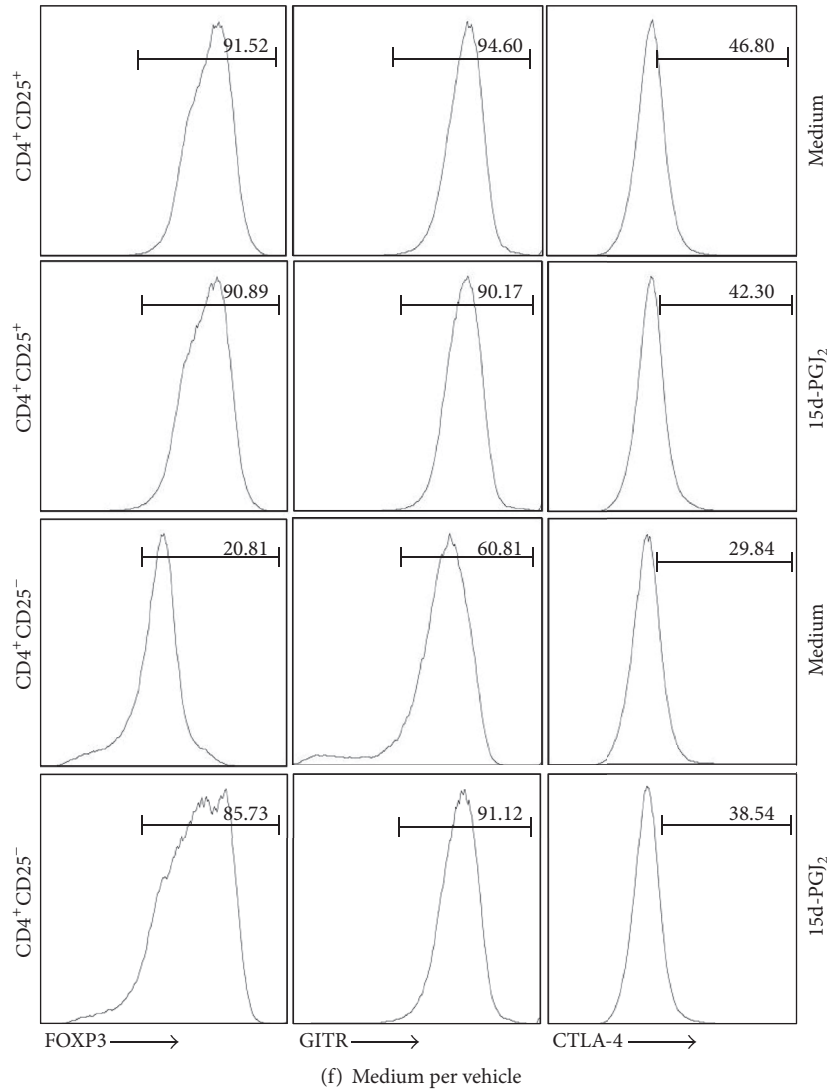 CD4+CD25+ 91.52 94.60 46.80 Medium
CD4+CD25+ 90.89 90.17 42.30 15d-PGJ2
CD4+CD25- 20.81 60.81 29.84 Medium
CD4+CD25- 85.73 91.12 38.54 15d-PGJ2
FOXP3 GITR CTLA-4
(f) Medium per vehicle